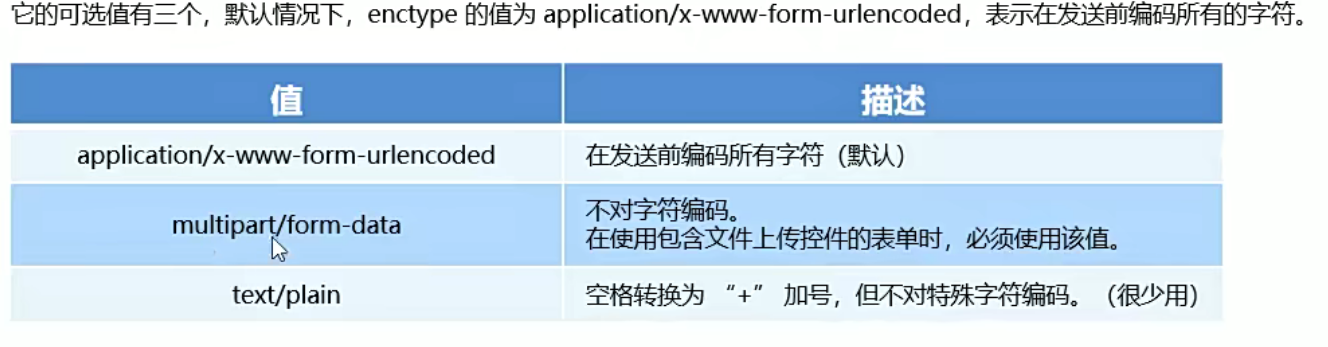 它的可选值有三个，默认情况下，enctype 的值为 application/x-www-form-urlencoded，表示在发送前编码所有的字符。
值
描述
application/x-www-form-urlencoded
在发送前编码所有字符（默认）
multipart/form-data
不对字符编码。
在使用包含文件上传控件的表单时，必须使用该值。
text/plain
空格转换为 “+” 加号，但不对特殊字符编码。（很少用）